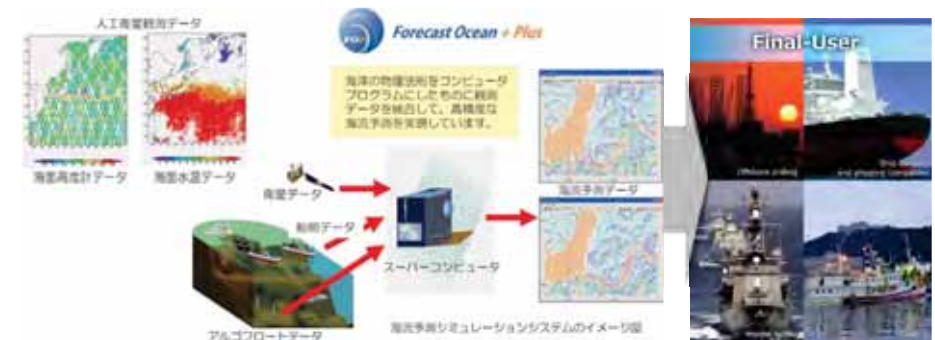 人工衛星観測データ
海面高度計データ
海面水温データ
Forecast Ocean + Plus
海洋の物理法則をコンピュータ
プログラムにしたものに観測
データを統合して、高精度な
海流予測を実現しています。
衛星データ
船舶データ
アルゴフロートデータ
スーパーコンピュータ
海流予測データ
海流予測シミュレーションシステムのイメージ図
Final-User
Offshore drilling
and shipping companies